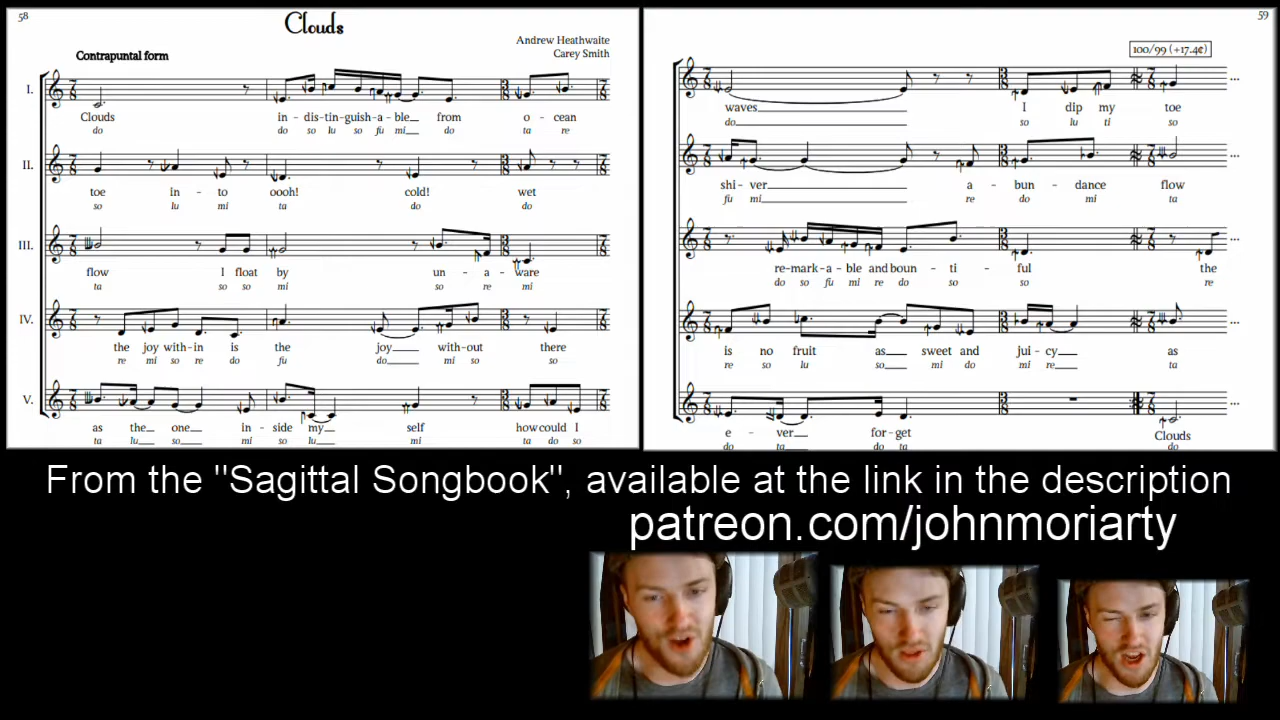 58
Clouds
Andrew Heathwaite
Carey Smith
Contrapuntal form
I.
Clouds in - dis-tin-guish-a - ble from o - cean
do do so lu so fu mi do ta re
II.
toe in - to oooh! cold! wet
so lu mi ta do do
III.
flow I float by un - a - ware
ta so so mi so re mi
IV.
the joy with-in is the joy with-out there
re mi so re do fu do mi so so
V.
as the one in - side my self how could I
ta lu so mi so lu mi ta do so
59
100/99 (+17.4¢)
waves I dip my toe
do so lu ti so
shi - ver a - bun - dance flow
fu mi re do mi ta
re-mark-a - ble and boun - ti - ful the
do so fu mi re do so so re
is no fruit as sweet and jui - cy as
re so lu so mi do mi re ta
e - ver for-get Clouds
do ta do ta do
From the "Sagittal Songbook", available at the link in the description
patreon.com/johnmoriarty